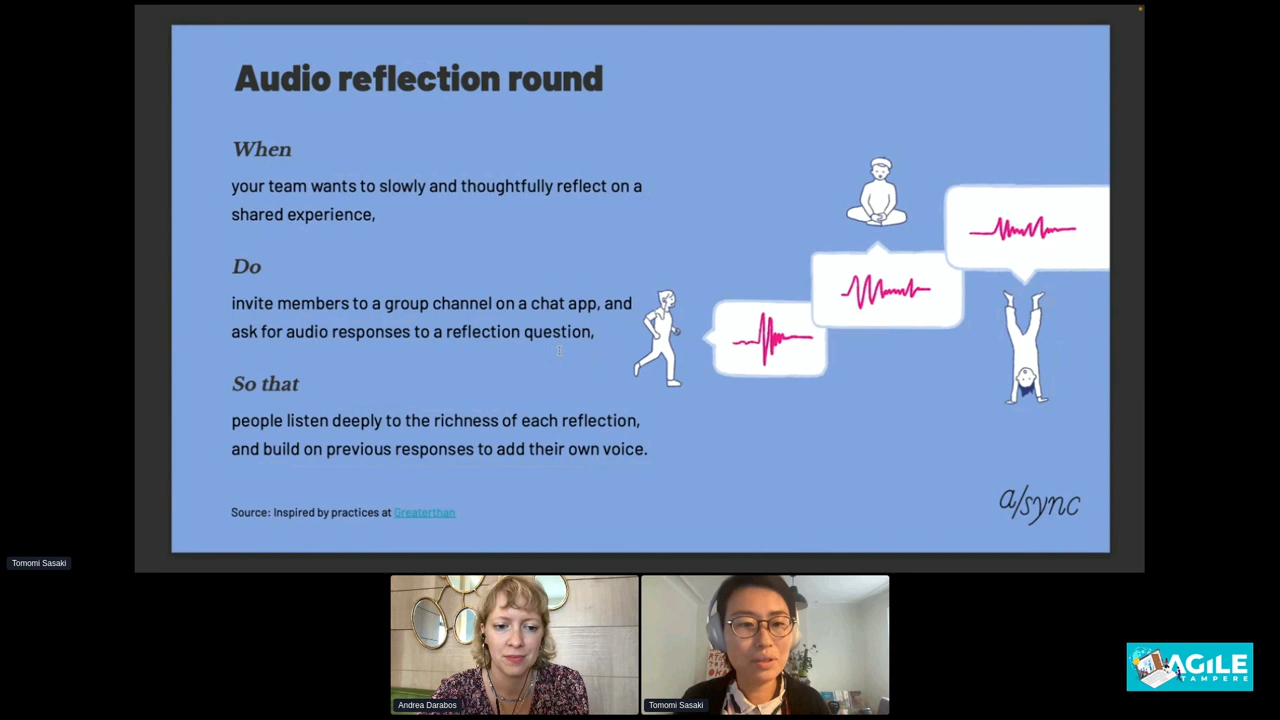 Audio reflection round
When
your team wants to slowly and thoughtfully reflect on a
shared experience,
Do
invite members to a group channel on a chat app, and
ask for audio responses to a reflection question,
So that
people listen deeply to the richness of each reflection,
and build on previous responses to add their own voice.
Source: Inspired by practices at Greaterthan
a/sync
Tomomi Sasaki
Andrea Darabos
Tomomi Sasaki
AGILE
TAMPERE